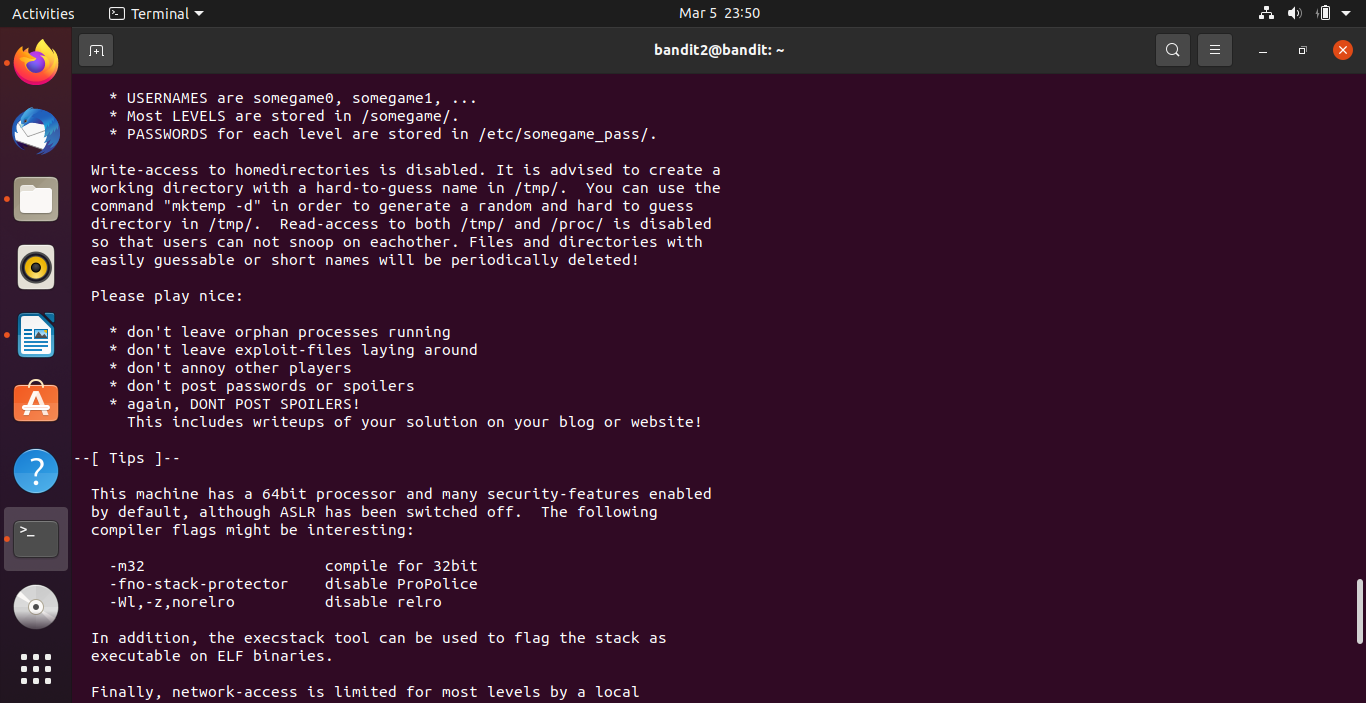 Activities
Terminal
Mar 5 23:50
bandit2@bandit: ~
* USERNAMES are somegame0, somegame1, ...
* Most LEVELS are stored in /somegame/.
* PASSWORDS for each level are stored in /etc/somegame_pass/.
Write-access to homedirectories is disabled. It is advised to create a
working directory with a hard-to-guess name in /tmp/.  You can use the
command "mktemp -d" in order to generate a random and hard to guess
directory in /tmp/.  Read-access to both /tmp/ and /proc/ is disabled
so that users can not snoop on eachother. Files and directories with
easily guessable or short names will be periodically deleted!
Please play nice:
* don't leave orphan processes running
* don't leave exploit-files laying around
* don't annoy other players
* don't post passwords or spoilers
* again, DONT POST SPOILERS!
This includes writeups of your solution on your blog or website!
--[ Tips ]--
This machine has a 64bit processor and many security-features enabled
by default, although ASLR has been switched off.  The following
compiler flags might be interesting:
-m32                    compile for 32bit
-fno-stack-protector    disable ProPolice
-Wl,-z,norelro          disable relro
In addition, the execstack tool can be used to flag the stack as
executable on ELF binaries.
Finally, network-access is limited for most levels by a local